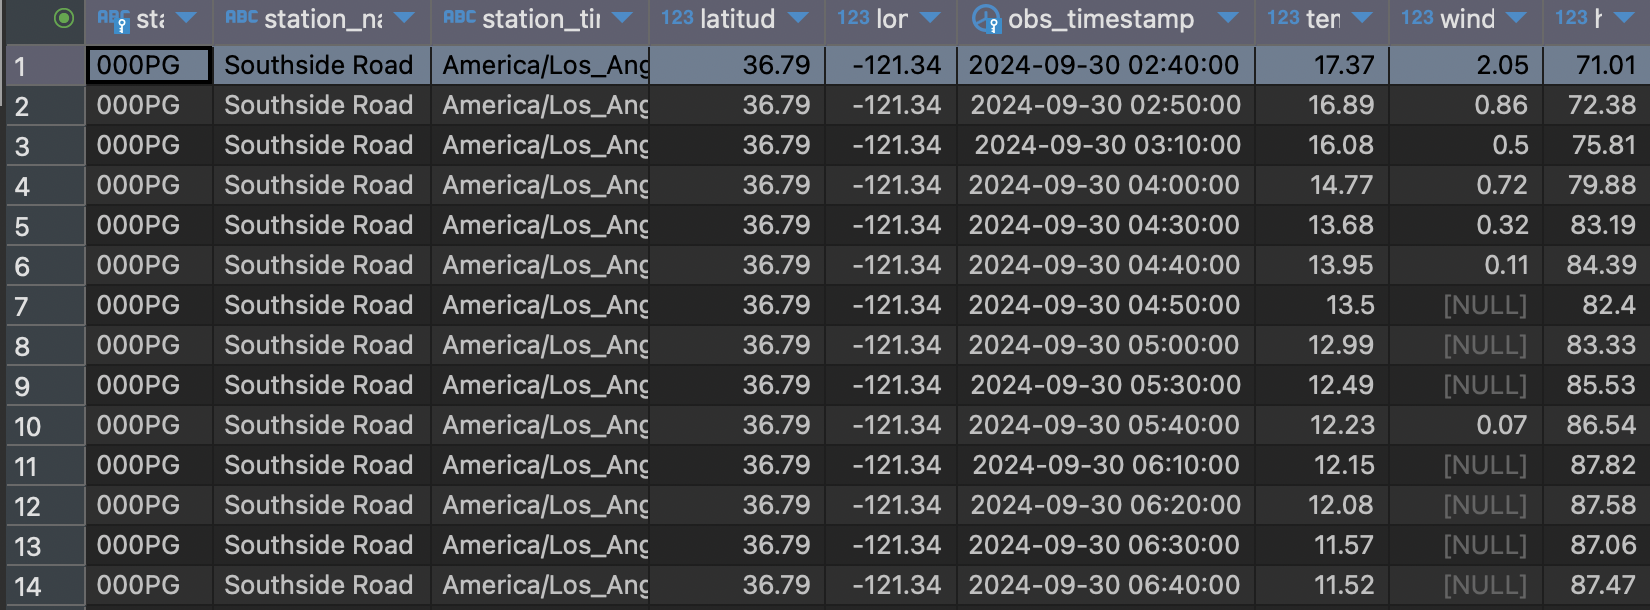 ABC sta ABC station_na ABC station_tir 123 latitud 123 lor obs_timestamp 123 ten 123 wind 123 h
1 000PG Southside Road America/Los_Ang 36.79 -121.34 2024-09-30 02:40:00 17.37 2.05 71.01
2 000PG Southside Road America/Los_Ang 36.79 -121.34 2024-09-30 02:50:00 16.89 0.86 72.38
3 000PG Southside Road America/Los_Ang 36.79 -121.34 2024-09-30 03:10:00 16.08 0.5 75.81
4 000PG Southside Road America/Los_Ang 36.79 -121.34 2024-09-30 04:00:00 14.77 0.72 79.88
5 000PG Southside Road America/Los_Ang 36.79 -121.34 2024-09-30 04:30:00 13.68 0.32 83.19
6 000PG Southside Road America/Los_Ang 36.79 -121.34 2024-09-30 04:40:00 13.95 0.11 84.39
7 000PG Southside Road America/Los_Ang 36.79 -121.34 2024-09-30 04:50:00 13.5 [NULL] 82.4
8 000PG Southside Road America/Los_Ang 36.79 -121.34 2024-09-30 05:00:00 12.99 [NULL] 83.33
9 000PG Southside Road America/Los_Ang 36.79 -121.34 2024-09-30 05:30:00 12.49 [NULL] 85.53
10 000PG Southside Road America/Los_Ang 36.79 -121.34 2024-09-30 05:40:00 12.23 0.07 86.54
11 000PG Southside Road America/Los_Ang 36.79 -121.34 2024-09-30 06:10:00 12.15 [NULL] 87.82
12 000PG Southside Road America/Los_Ang 36.79 -121.34 2024-09-30 06:20:00 12.08 [NULL] 87.58
13 000PG Southside Road America/Los_Ang 36.79 -121.34 2024-09-30 06:30:00 11.57 [NULL] 87.06
14 000PG Southside Road America/Los_Ang 36.79 -121.34 2024-09-30 06:40:00 11.52 [NULL] 87.47